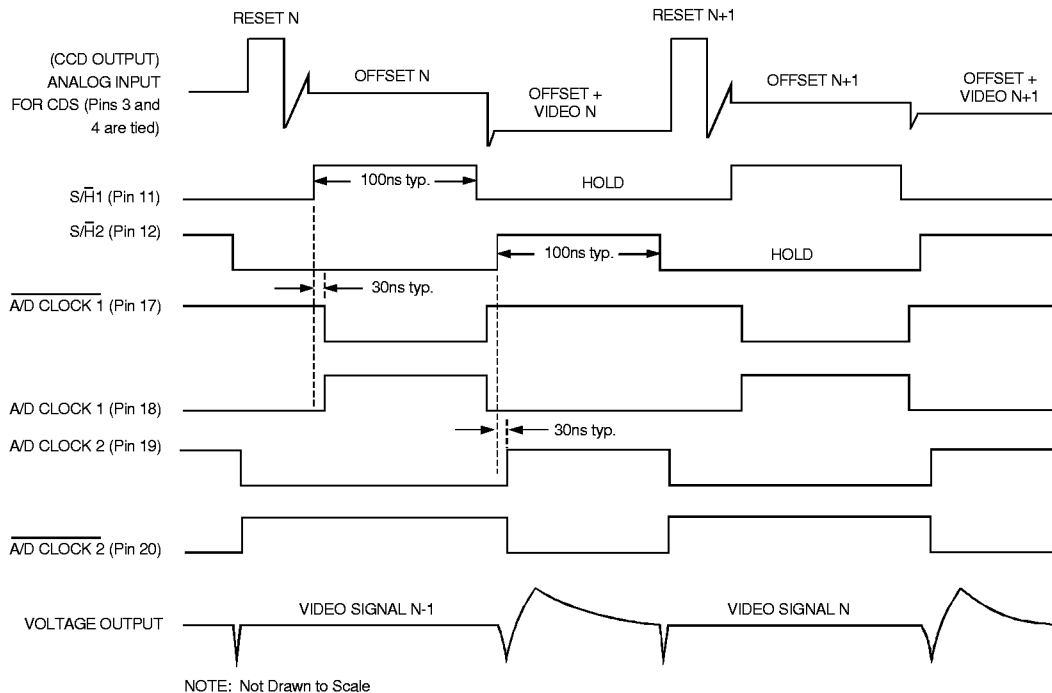 RESET N
RESET N+1
(CCD OUTPUT)
ANALOG INPUT
FOR CDS (Pins 3 and
4 are tied)
OFFSET N
OFFSET +
VIDEO N
OFFSET N+1
OFFSET +
VIDEO N+1
S/H̅1 (Pin 11)
100ns typ.
HOLD
S/H̅2 (Pin 12)
100ns typ.
HOLD
30ns typ.
A/D CLOCK 1 (Pin 17)
A/D CLOCK 1 (Pin 18)
30ns typ.
A/D CLOCK 2 (Pin 19)
A/D CLOCK 2 (Pin 20)
VOLTAGE OUTPUT
VIDEO SIGNAL N-1
VIDEO SIGNAL N
NOTE: Not Drawn to Scale